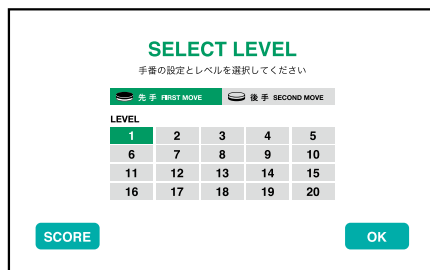 SELECT LEVEL
手番の設定とレベルを選択してください
先手 FIRST MOVE 後手 SECOND MOVE
LEVEL
1 2 3 4 5
6 7 8 9 10
11 12 13 14 15
16 17 18 19 20
SCORE OK